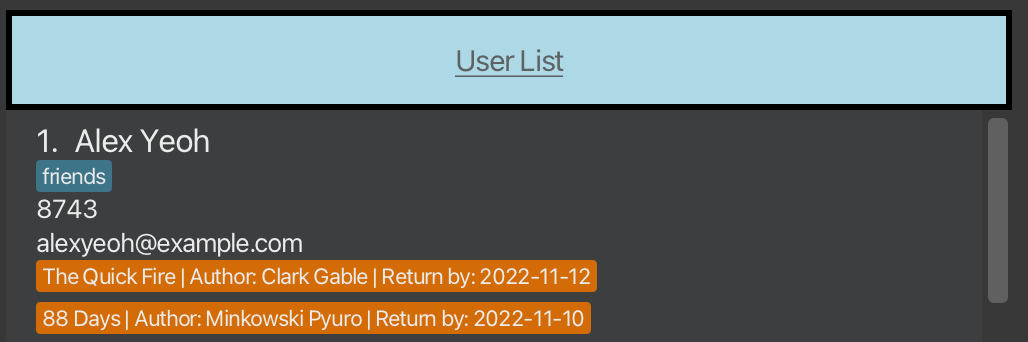 User List
1. Alex Yeoh
friends
8743
alexyeoh@example.com
The Quick Fire | Author: Clark Gable | Return by: 2022-11-12
88 Days | Author: Minkowski Pyuro | Return by: 2022-11-10